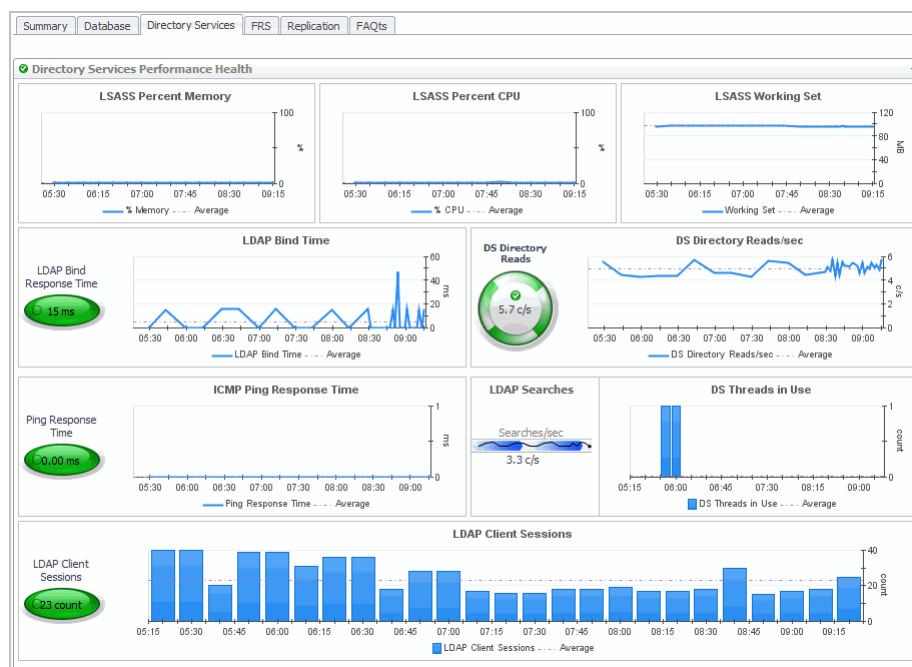 Summary Database Directory Services FRS Replication FAQts
Directory Services Performance Health
LSASS Percent Memory
100
%
0
05:30 06:15 07:00 07:45 08:30 09:15
% Memory Average
LSASS Percent CPU
100
%
0
05:30 06:15 07:00 07:45 08:30 09:15
% CPU Average
LSASS Working Set
120
80
MB
40
0
05:30 06:15 07:00 07:45 08:30 09:15
Working Set Average
LDAP Bind Time
LDAP Bind
Response Time
15 ms
60
40
ms
20
0
05:30 06:00 06:30 07:00 07:30 08:00 08:30 09:00
LDAP Bind Time Average
DS Directory
Reads
5.7 c/s
DS Directory Reads/sec
6
4
c/s
2
0
05:30 06:00 06:30 07:00 07:30 08:00 08:30 09:00
DS Directory Reads/sec Average
ICMP Ping Response Time
Ping Response
Time
0.00 ms
1
ms
0
05:30 06:00 06:30 07:00 07:30 08:00 08:30 09:00
Ping Response Time Average
LDAP Searches
Searches/sec
3.3 c/s
DS Threads in Use
1
count
0
05:15 06:00 06:45 07:30 08:15 09:00
DS Threads in Use Average
LDAP Client Sessions
LDAP Client
Sessions
23 count
40
20
count
0
05:15 05:30 05:45 06:00 06:15 06:30 06:45 07:00 07:15 07:30 07:45 08:00 08:15 08:30 08:45 09:00 09:15
LDAP Client Sessions Average